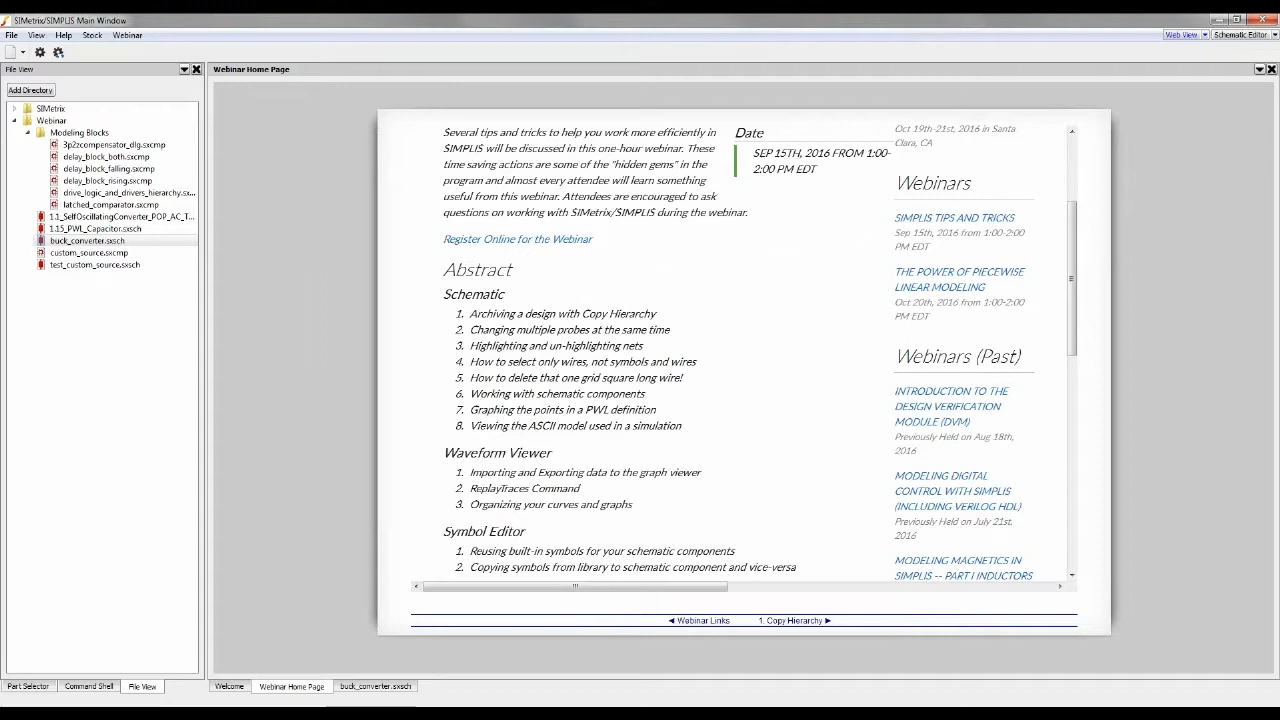 SIMetrix/SIMPLIS Main Window
File View Help Stock Webinar
Web View Schematic Editor
File View
Add Directory
SIMetrix
Webinar
Modeling Blocks
3p2zcompensator_dlg.sxcmp
delay_block_both.sxcmp
delay_block_falling.sxcmp
delay_block_rising.sxcmp
drive_logic_and_drivers_hierarchy.sx...
latched_comparator.sxcmp
1.1_SelfOscillatingConverter_POP_AC_T...
1.15_PWL_Capacitor.sxsch
buck_converter.sxsch
custom_source.sxcmp
test_custom_source.sxsch
Part Selector Command Shell File View
Webinar Home Page
Several tips and tricks to help you work more efficiently in
SIMPLIS will be discussed in this one-hour webinar. These
time saving actions are some of the "hidden gems" in the
program and almost every attendee will learn something
useful from this webinar. Attendees are encouraged to ask
questions on working with SIMetrix/SIMPLIS during the webinar.
Register Online for the Webinar
Abstract
Schematic
1. Archiving a design with Copy Hierarchy
2. Changing multiple probes at the same time
3. Highlighting and un-highlighting nets
4. How to select only wires, not symbols and wires
5. How to delete that one grid square long wire!
6. Working with schematic components
7. Graphing the points in a PWL definition
8. Viewing the ASCII model used in a simulation
Waveform Viewer
1. Importing and Exporting data to the graph viewer
2. ReplayTraces Command
3. Organizing your curves and graphs
Symbol Editor
1. Reusing built-in symbols for your schematic components
2. Copying symbols from library to schematic component and vice-versa
Date
SEP 15TH, 2016 FROM 1:00-
2:00 PM EDT
Oct 19th-21st, 2016 in Santa
Clara, CA
Webinars
SIMPLIS TIPS AND TRICKS
Sep 15th, 2016 from 1:00-2:00
PM EDT
THE POWER OF PIECEWISE
LINEAR MODELING
Oct 20th, 2016 from 1:00-2:00
PM EDT
Webinars (Past)
INTRODUCTION TO THE
DESIGN VERIFICATION
MODULE (DVM)
Previously Held on Aug 18th,
2016
MODELING DIGITAL
CONTROL WITH SIMPLIS
(INCLUDING VERILOG HDL)
Previously Held on July 21st,
2016
MODELING MAGNETICS IN
SIMPLIS -- PART I INDUCTORS
◄ Webinar Links 1. Copy Hierarchy ►
Welcome Webinar Home Page buck_converter.sxsch